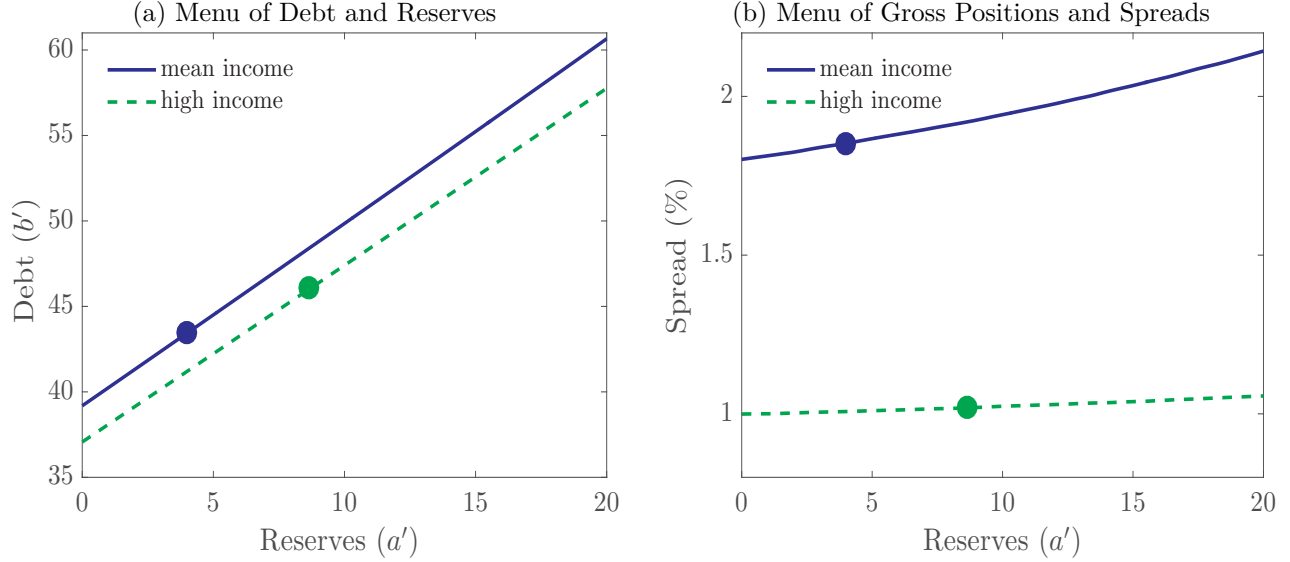 (a) Menu of Debt and Reserves
60
55
50
45
40
35
Debt (b′)
mean income
high income
0 5 10 15 20
Reserves (a′)
(b) Menu of Gross Positions and Spreads
2
1.5
1
Spread (%)
mean income
high income
0 5 10 15 20
Reserves (a′)